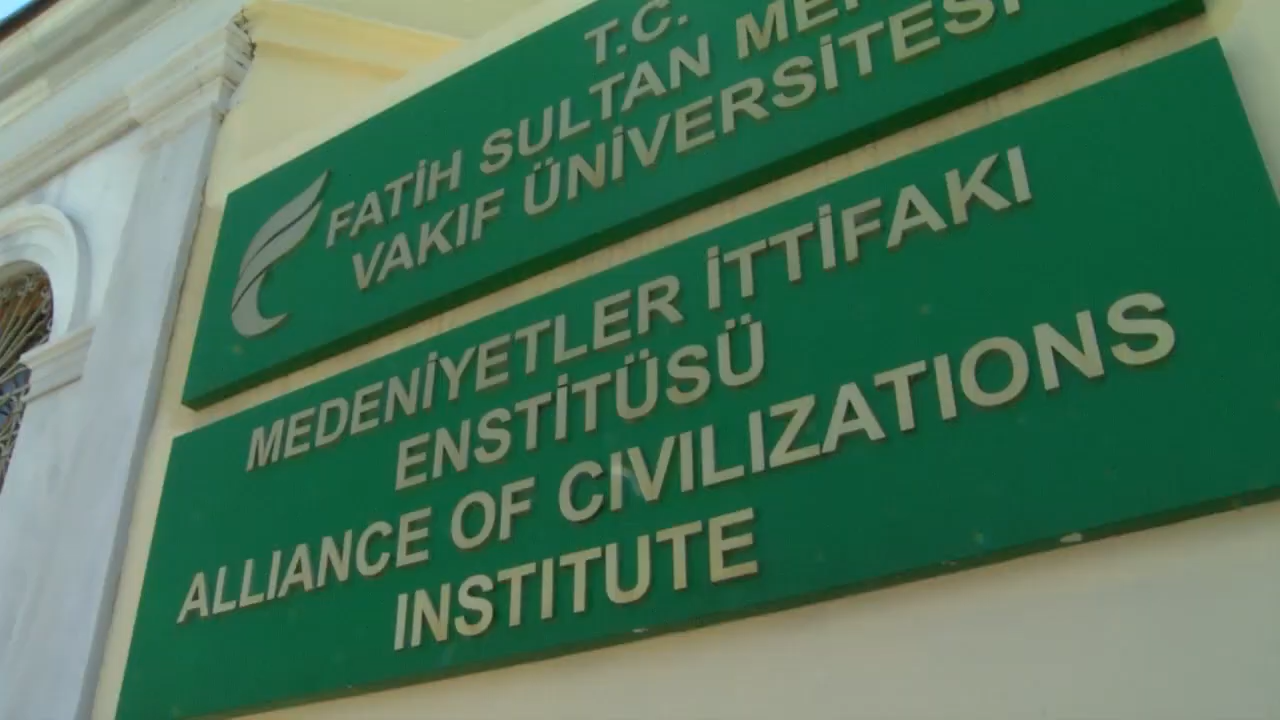 T.C.
FATİH SULTAN
VAKIF ÜNİVERSİTESİ
MEDENİYETLER İTTİFAKI
ENSTİTÜSÜ
ALLIANCE OF CIVILIZATIONS
INSTITUTE